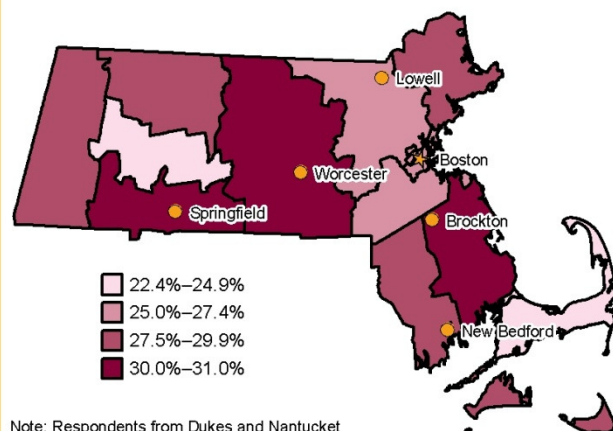 Lowell
Boston
Worcester
Springfield
Brockton
New Bedford
22.4%–24.9%
25.0%–27.4%
27.5%–29.9%
30.0%–31.0%
Note: Respondents from Dukes and Nantucket